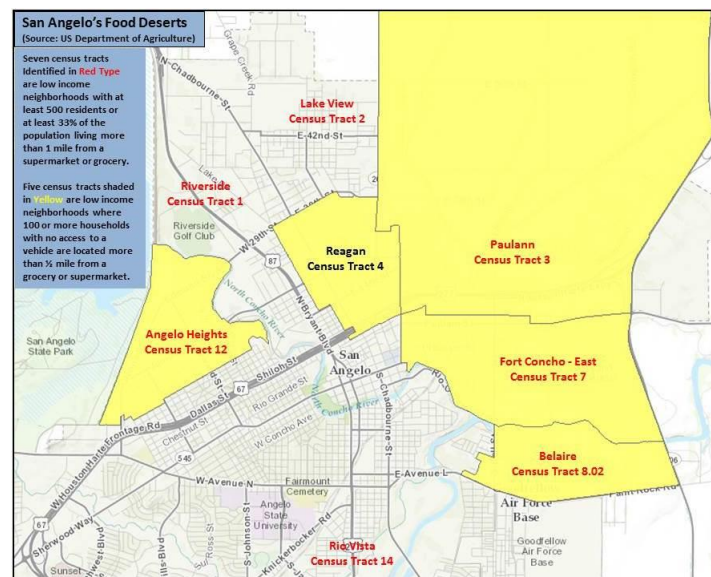 San Angelo's Food Deserts
(Source: US Department of Agriculture)
Seven census tracts
Identified in Red Type
are low income
neighborhoods with at
least 500 residents or
at least 33% of the
population living more
than 1 mile from a
supermarket or grocery.
Five census tracts shaded
in Yellow are low income
neighborhoods where
100 or more households
with no access to a
vehicle are located more
than ½ mile from a
grocery or supermarket.
Grape Creek Rd
N-Chadbourne-St
Lake View
Census Tract 2
E-42nd-St
Riverside
Census Tract 1
Riverside
Golf Club
W-29th-St
87
Reagan
Census Tract 4
Paulann
Census Tract 3
North Concho River
N-Bryant-Blvd
Angelo Heights
Census Tract 12
San Angelo
State Park
San
Angelo
Fort Concho - East
Census Tract 7
67
Shiloh-St
Dallas-St
Rio Grande St
S-Chadbourne-St
North Concho River
Chestnut St
W Concho Ave
W-Houston-Harte-Frontage Rd
545
Belaire
Census Tract 8.02
W-Avenue N
E-Avenue L
Fairmount
Cemetery
Angelo
State
University
Air Force
Base
Goodfellow
Air Force
Base
67
Sherwood-Way
S-Johnson-St
Knickerbocker-Rd
Rio Vista
Census Tract 14
Sunset